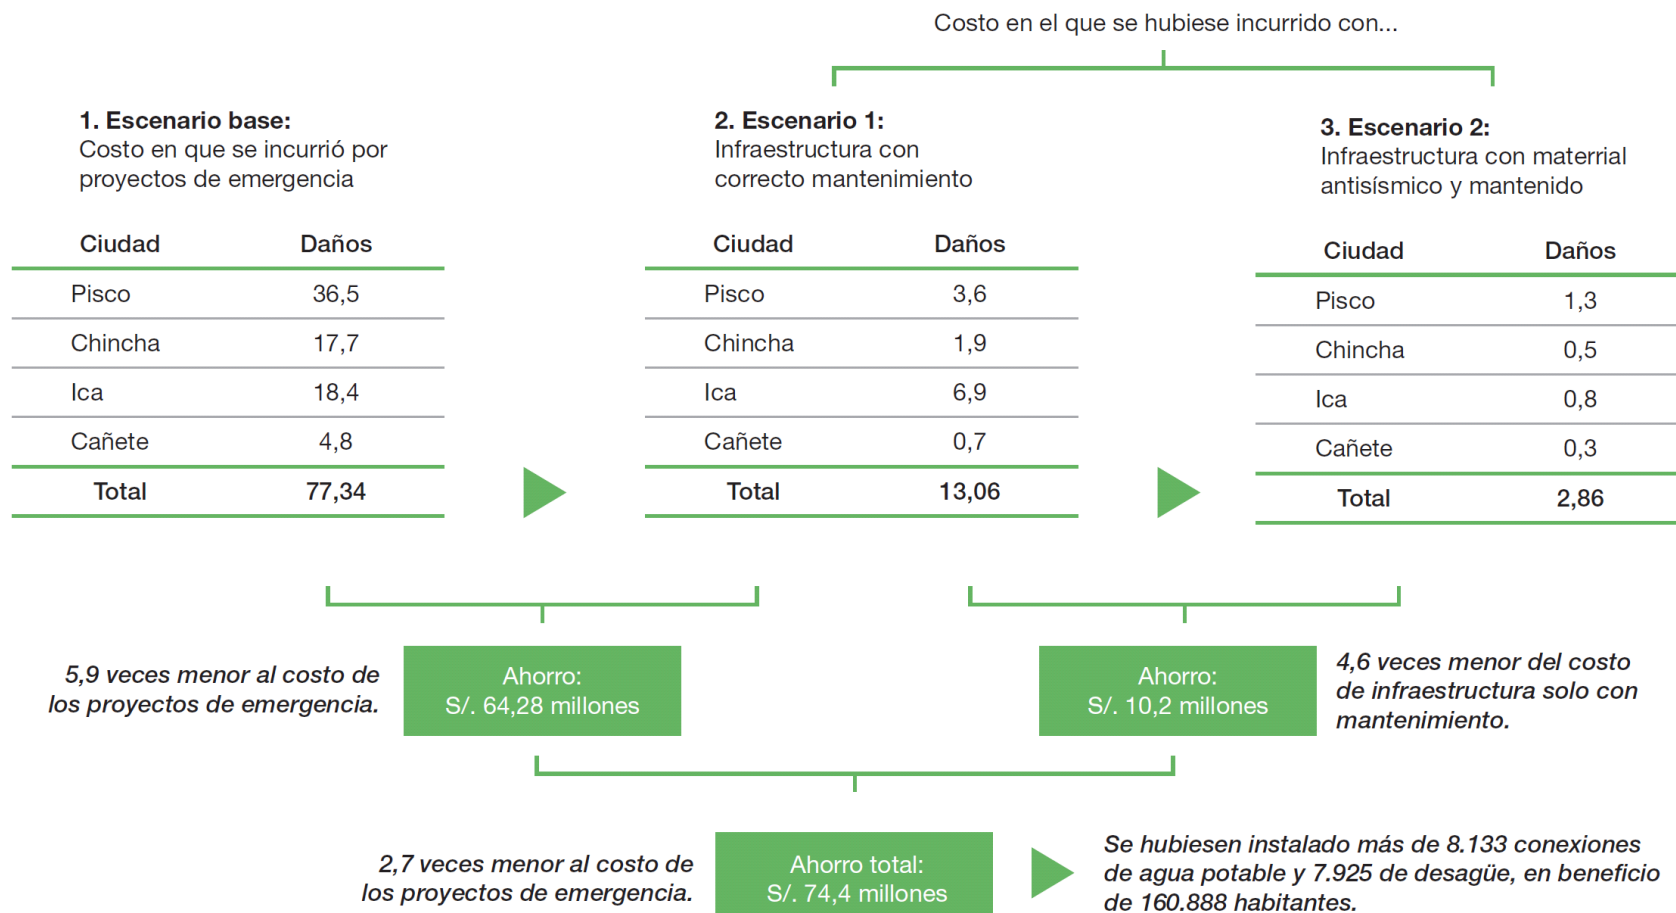 Costo en el que se hubiese incurrido con...
1. Escenario base:
Costo en que se incurrió por
proyectos de emergencia
Ciudad Daños
Pisco 36,5
Chincha 17,7
Ica 18,4
Cañete 4,8
Total 77,34
2. Escenario 1:
Infraestructura con
correcto mantenimiento
Ciudad Daños
Pisco 3,6
Chincha 1,9
Ica 6,9
Cañete 0,7
Total 13,06
3. Escenario 2:
Infraestructura con materrial
antisísmico y mantenido
Ciudad Daños
Pisco 1,3
Chincha 0,5
Ica 0,8
Cañete 0,3
Total 2,86
5,9 veces menor al costo de
los proyectos de emergencia.
Ahorro:
S/. 64,28 millones
Ahorro:
S/. 10,2 millones
4,6 veces menor del costo
de infraestructura solo con
mantenimiento.
2,7 veces menor al costo de
los proyectos de emergencia.
Ahorro total:
S/. 74,4 millones
Se hubiesen instalado más de 8.133 conexiones
de agua potable y 7.925 de desagüe, en beneficio
de 160.888 habitantes.